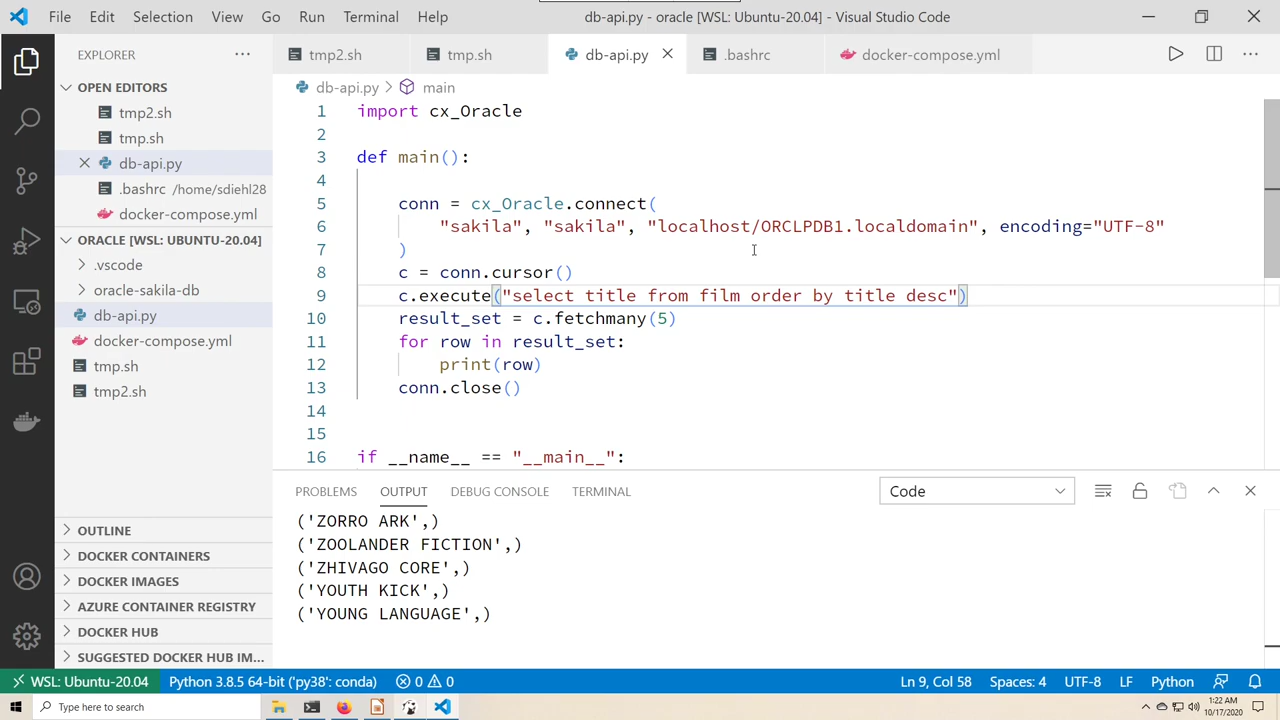 File Edit Selection View Go Run Terminal Help db-api.py - oracle [WSL: Ubuntu-20.04] - Visual Studio Code
EXPLORER
tmp2.sh tmp.sh db-api.py .bashrc docker-compose.yml
OPEN EDITORS
tmp2.sh
tmp.sh
db-api.py
.bashrc /home/sdiehl28
docker-compose.yml
ORACLE [WSL: UBUNTU-20.04]
.vscode
oracle-sakila-db
db-api.py
docker-compose.yml
tmp.sh
tmp2.sh
OUTLINE
DOCKER CONTAINERS
DOCKER IMAGES
AZURE CONTAINER REGISTRY
DOCKER HUB
SUGGESTED DOCKER HUB IM...
db-api.py > main
1 import cx_Oracle
2
3 def main():
4
5 conn = cx_Oracle.connect(
6 "sakila", "sakila", "localhost/ORCLPDB1.localdomain", encoding="UTF-8"
7 )
8 c = conn.cursor()
9 c.execute("select title from film order by title desc")
10 result_set = c.fetchmany(5)
11 for row in result_set:
12 print(row)
13 conn.close()
14
15
16 if __name__ == "__main__":
PROBLEMS OUTPUT DEBUG CONSOLE TERMINAL Code
('ZORRO ARK',)
('ZOOLANDER FICTION',)
('ZHIVAGO CORE',)
('YOUTH KICK',)
('YOUNG LANGUAGE',)
WSL: Ubuntu-20.04 Python 3.8.5 64-bit ('py38': conda) 0 0 Ln 9, Col 58 Spaces: 4 UTF-8 LF Python
Type here to search
1:22 AM
10/17/2020